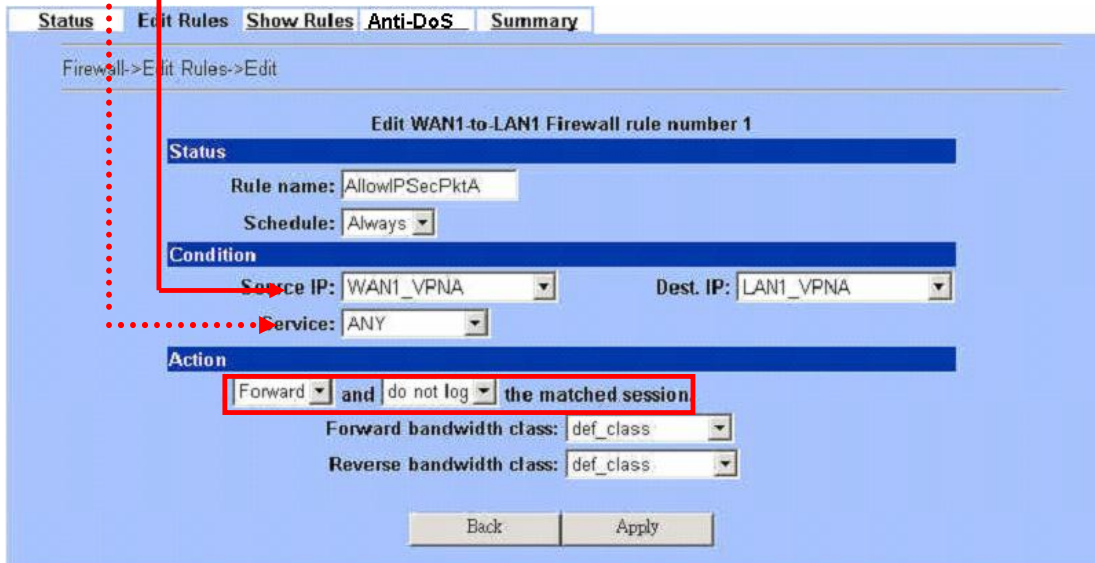 Status Edit Rules Show Rules Anti-DoS Summary
Firewall->Edit Rules->Edit
Edit WAN1-to-LAN1 Firewall rule number 1
Status
Rule name: AllowIPSecPktA
Schedule: Always
Condition
Source IP: WAN1_VPNA Dest. IP: LAN1_VPNA
Service: ANY
Action
Forward and do not log the matched session.
Forward bandwidth class: def_class
Reverse bandwidth class: def_class
Back Apply